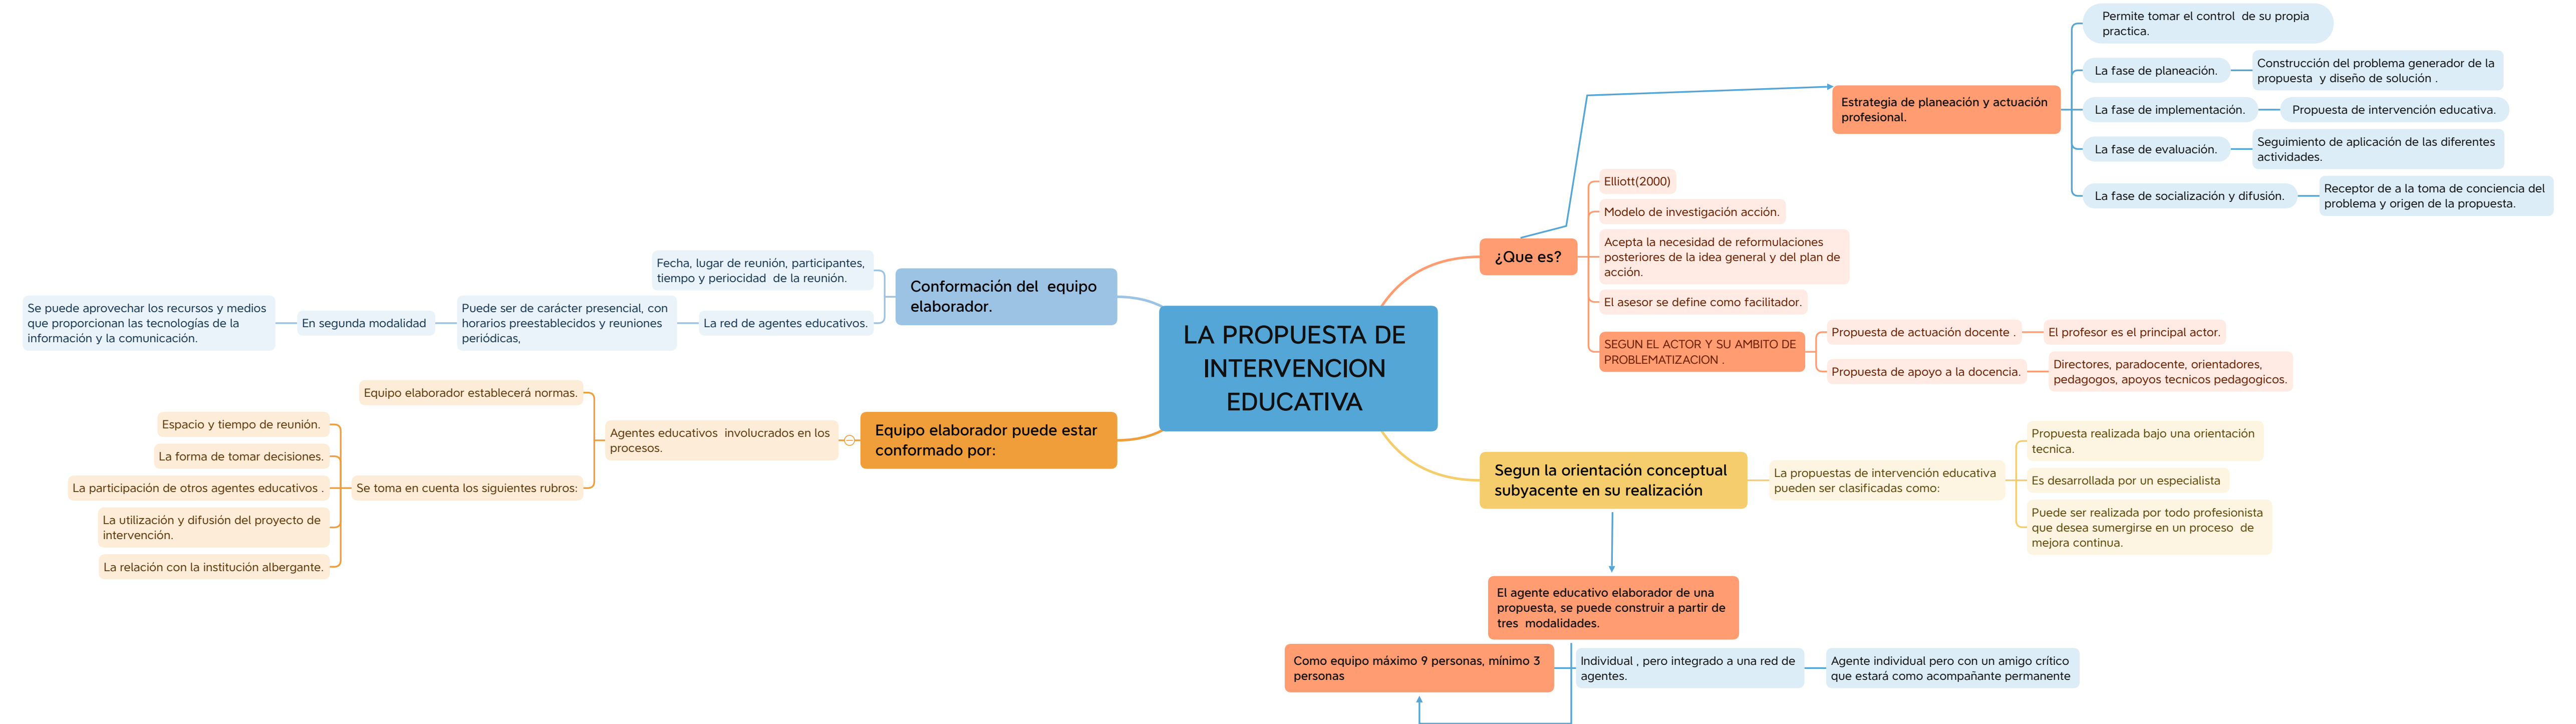 LA PROPUESTA DE
INTERVENCION
EDUCATIVA
¿Que es?
Estrategia de planeación y actuación
profesional.
Permite tomar el control  de su propia
practica.
La fase de planeación.
Construcción del problema generador de la
propuesta  y diseño de solución .
La fase de implementación.
Propuesta de intervención educativa.
La fase de evaluación.
Seguimiento de aplicación de las diferentes
actividades.
La fase de socialización y difusión.
Receptor de a la toma de conciencia del
problema y origen de la propuesta.
Elliott(2000)
Modelo de investigación acción.
Acepta la necesidad de reformulaciones
posteriores de la idea general y del plan de
acción.
El asesor se define como facilitador.
SEGUN EL ACTOR Y SU AMBITO DE
PROBLEMATIZACION .
Propuesta de actuación docente .
El profesor es el principal actor.
Propuesta de apoyo a la docencia.
Directores, paradocente, orientadores,
pedagogos, apoyos tecnicos pedagogicos.
Segun la orientación conceptual
subyacente en su realización
La propuestas de intervención educativa
pueden ser clasificadas como:
Propuesta realizada bajo una orientación
tecnica.
Es desarrollada por un especialista
Puede ser realizada por todo profesionista
que desea sumergirse en un proceso  de
mejora continua.
El agente educativo elaborador de una
propuesta, se puede construir a partir de
tres  modalidades.
Como equipo máximo 9 personas, mínimo 3
personas
Individual , pero integrado a una red de
agentes.
Agente individual pero con un amigo crítico
que estará como acompañante permanente
Conformación del  equipo
elaborador.
Fecha, lugar de reunión, participantes,
tiempo y periocidad  de la reunión.
La red de agentes educativos.
Puede ser de carácter presencial, con
horarios preestablecidos y reuniones
periódicas,
En segunda modalidad
Se puede aprovechar los recursos y medios
que proporcionan las tecnologías de la
información y la comunicación.
Equipo elaborador puede estar
conformado por:
Agentes educativos  involucrados en los
procesos.
Equipo elaborador establecerá normas.
Se toma en cuenta los siguientes rubros:
Espacio y tiempo de reunión.
La forma de tomar decisiones.
La participación de otros agentes educativos .
La utilización y difusión del proyecto de
intervención.
La relación con la institución albergante.